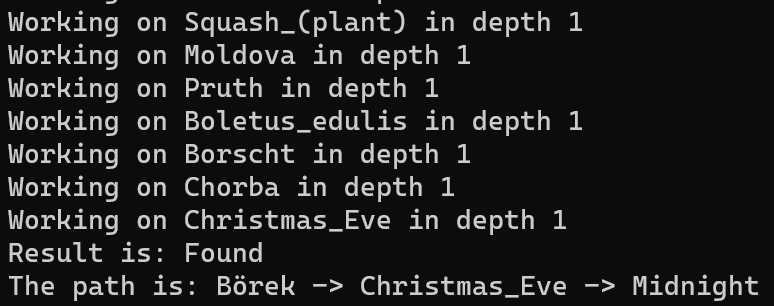 Working on Squash_(plant) in depth 1
Working on Moldova in depth 1
Working on Pruth in depth 1
Working on Boletus_edulis in depth 1
Working on Borscht in depth 1
Working on Chorba in depth 1
Working on Christmas_Eve in depth 1
Result is: Found
The path is: Börek -> Christmas_Eve -> Midnight